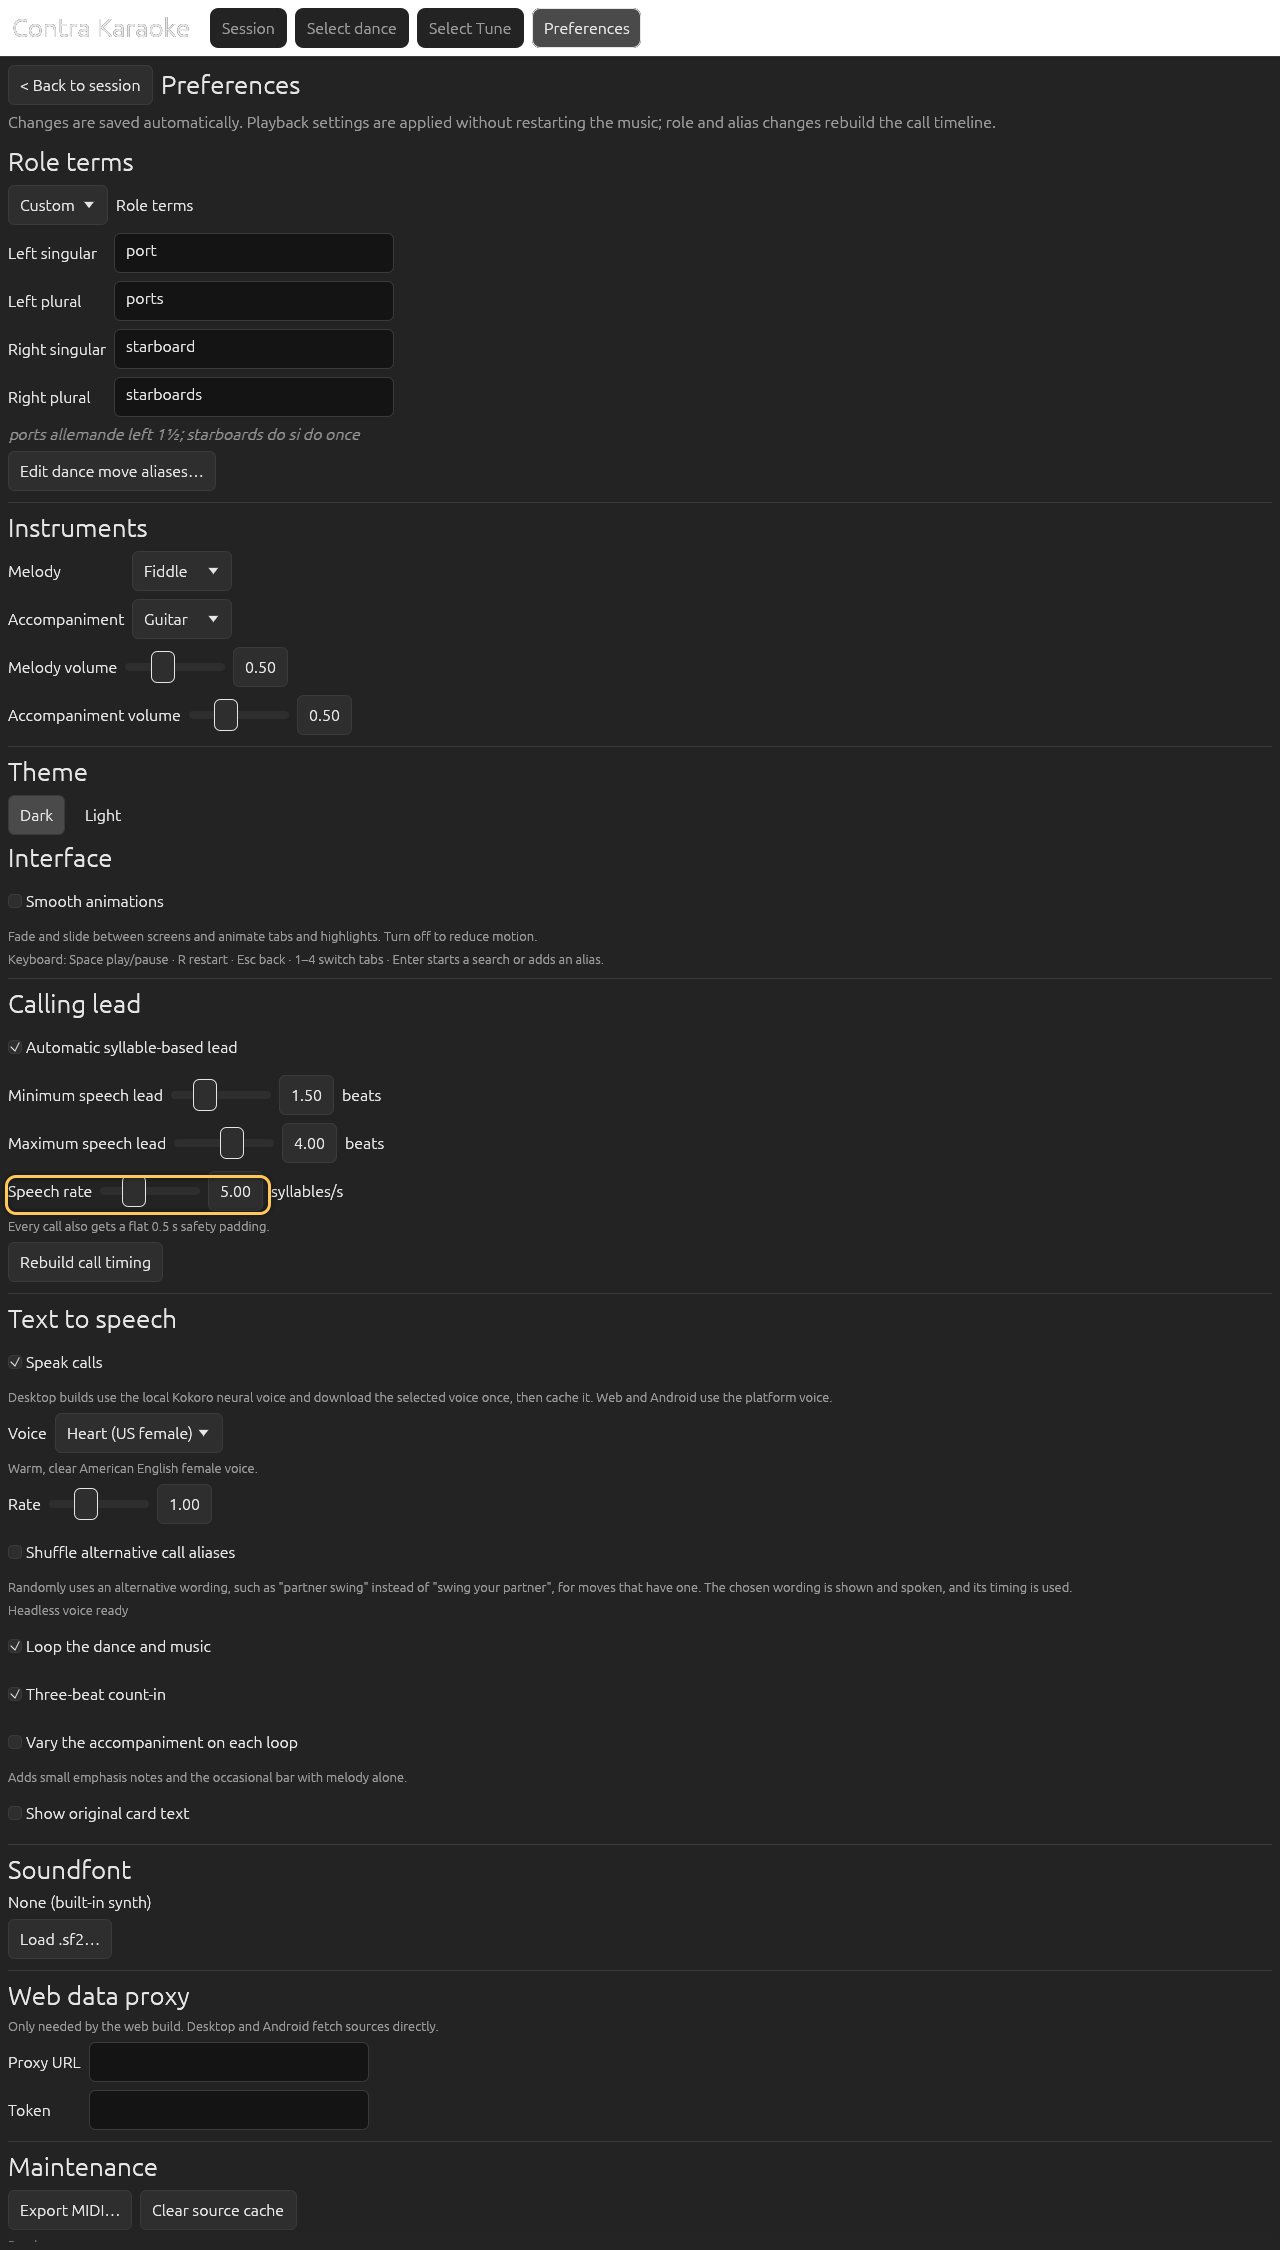 Contra Karaoke Session Select dance Select Tune Preferences
< Back to session Preferences
Changes are saved automatically. Playback settings are applied without restarting the music; role and alias changes rebuild the call timeline.
Role terms
Custom Role terms
Left singular port
Left plural ports
Right singular starboard
Right plural starboards
ports allemande left 1½; starboards do si do once
Edit dance move aliases...
Instruments
Melody Fiddle
Accompaniment Guitar
Melody volume 0.50
Accompaniment volume 0.50
Theme
Dark Light
Interface
Smooth animations
Fade and slide between screens and animate tabs and highlights. Turn off to reduce motion.
Keyboard: Space play/pause · R restart · Esc back · 1–4 switch tabs · Enter starts a search or adds an alias.
Calling lead
Automatic syllable-based lead
Minimum speech lead 1.50 beats
Maximum speech lead 4.00 beats
Speech rate 5.00 syllables/s
Every call also gets a flat 0.5 s safety padding.
Rebuild call timing
Text to speech
Speak calls
Desktop builds use the local Kokoro neural voice and download the selected voice once, then cache it. Web and Android use the platform voice.
Voice Heart (US female)
Warm, clear American English female voice.
Rate 1.00
Shuffle alternative call aliases
Randomly uses an alternative wording, such as "partner swing" instead of "swing your partner", for moves that have one. The chosen wording is shown and spoken, and its timing is used.
Headless voice ready
Loop the dance and music
Three-beat count-in
Vary the accompaniment on each loop
Adds small emphasis notes and the occasional bar with melody alone.
Show original card text
Soundfont
None (built-in synth)
Load .sf2...
Web data proxy
Only needed by the web build. Desktop and Android fetch sources directly.
Proxy URL
Token
Maintenance
Export MIDI... Clear source cache